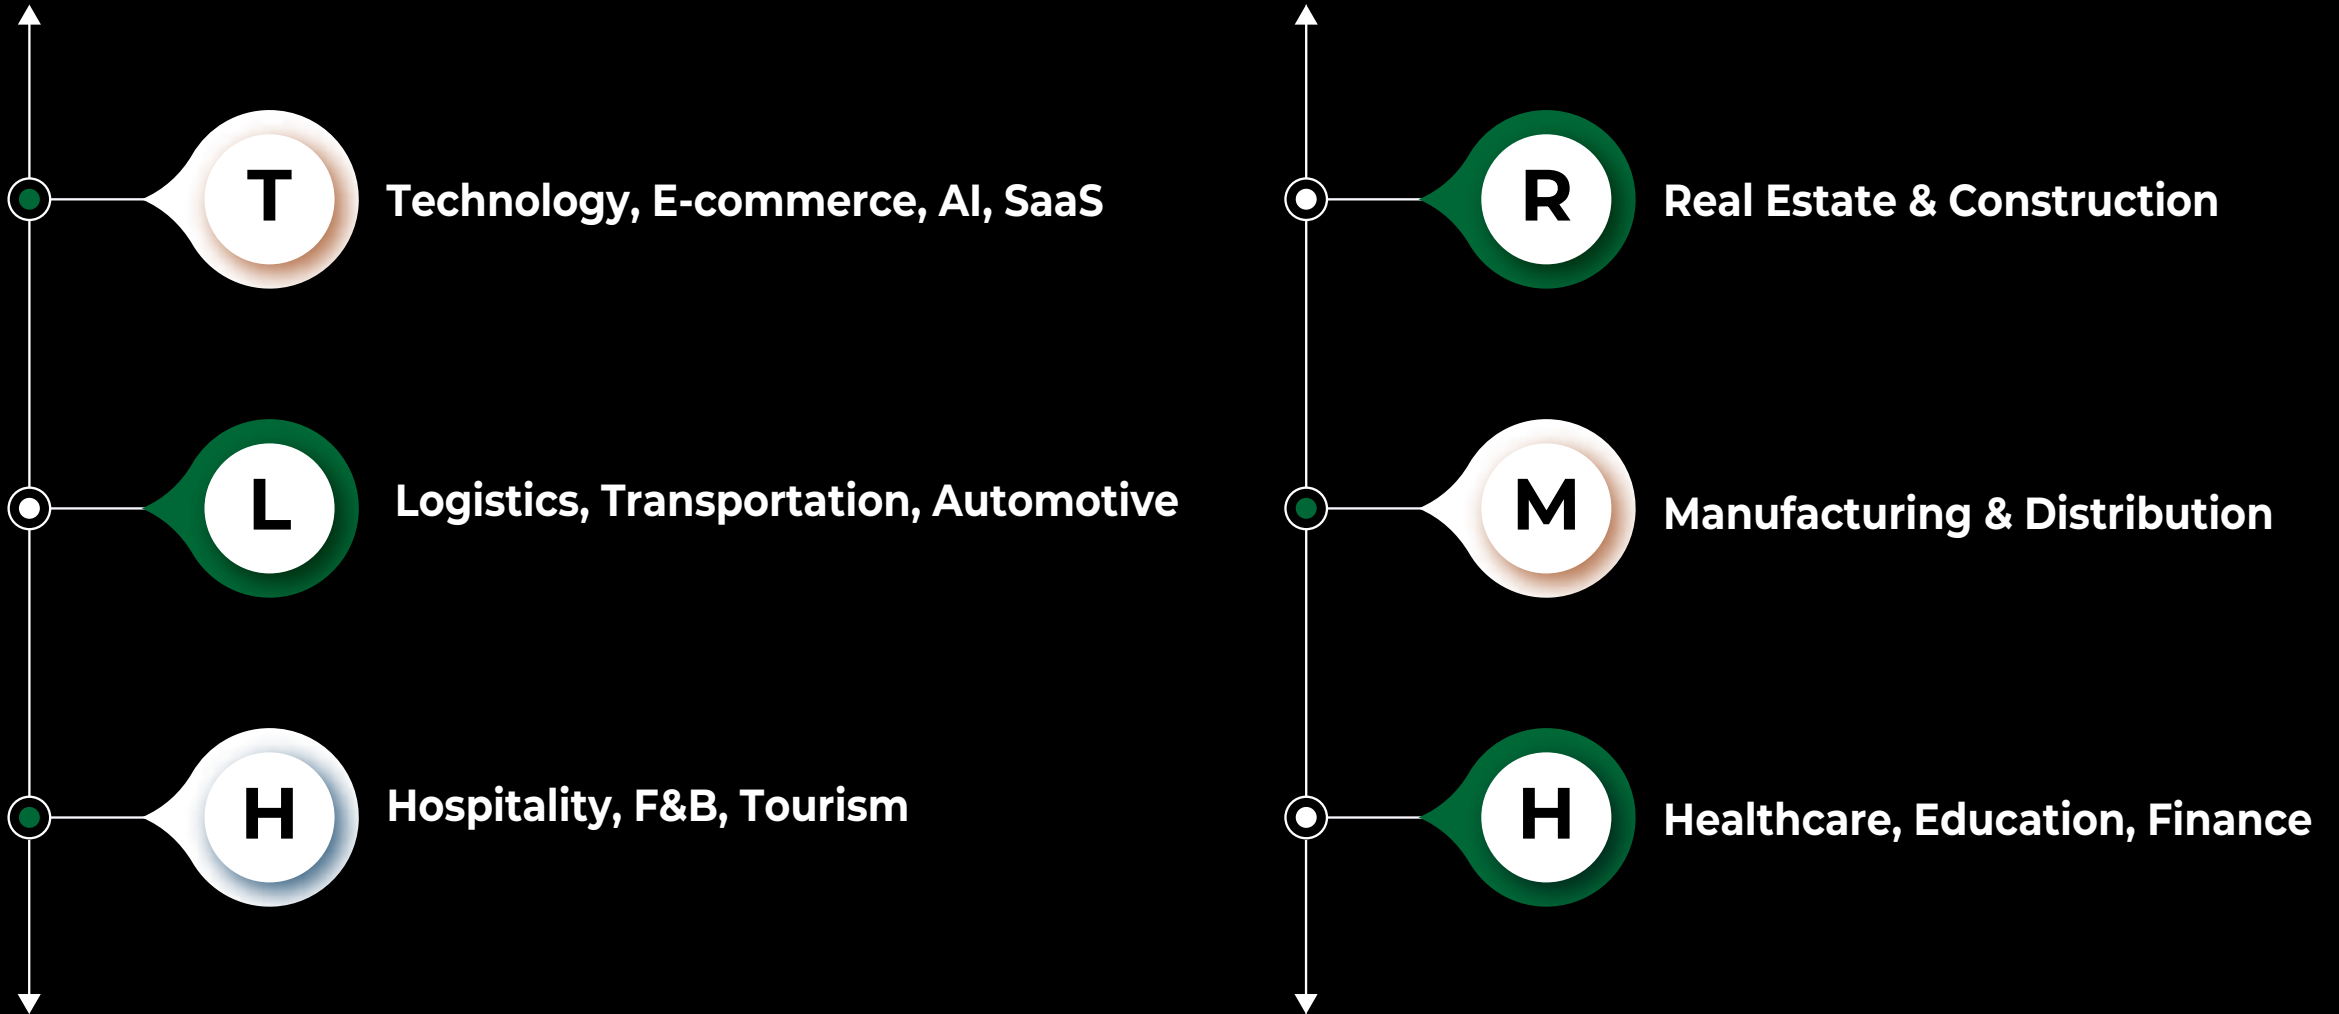 T
Technology, E-commerce, AI, SaaS
L
Logistics, Transportation, Automotive
H
Hospitality, F&B, Tourism
R
Real Estate & Construction
M
Manufacturing & Distribution
H
Healthcare, Education, Finance